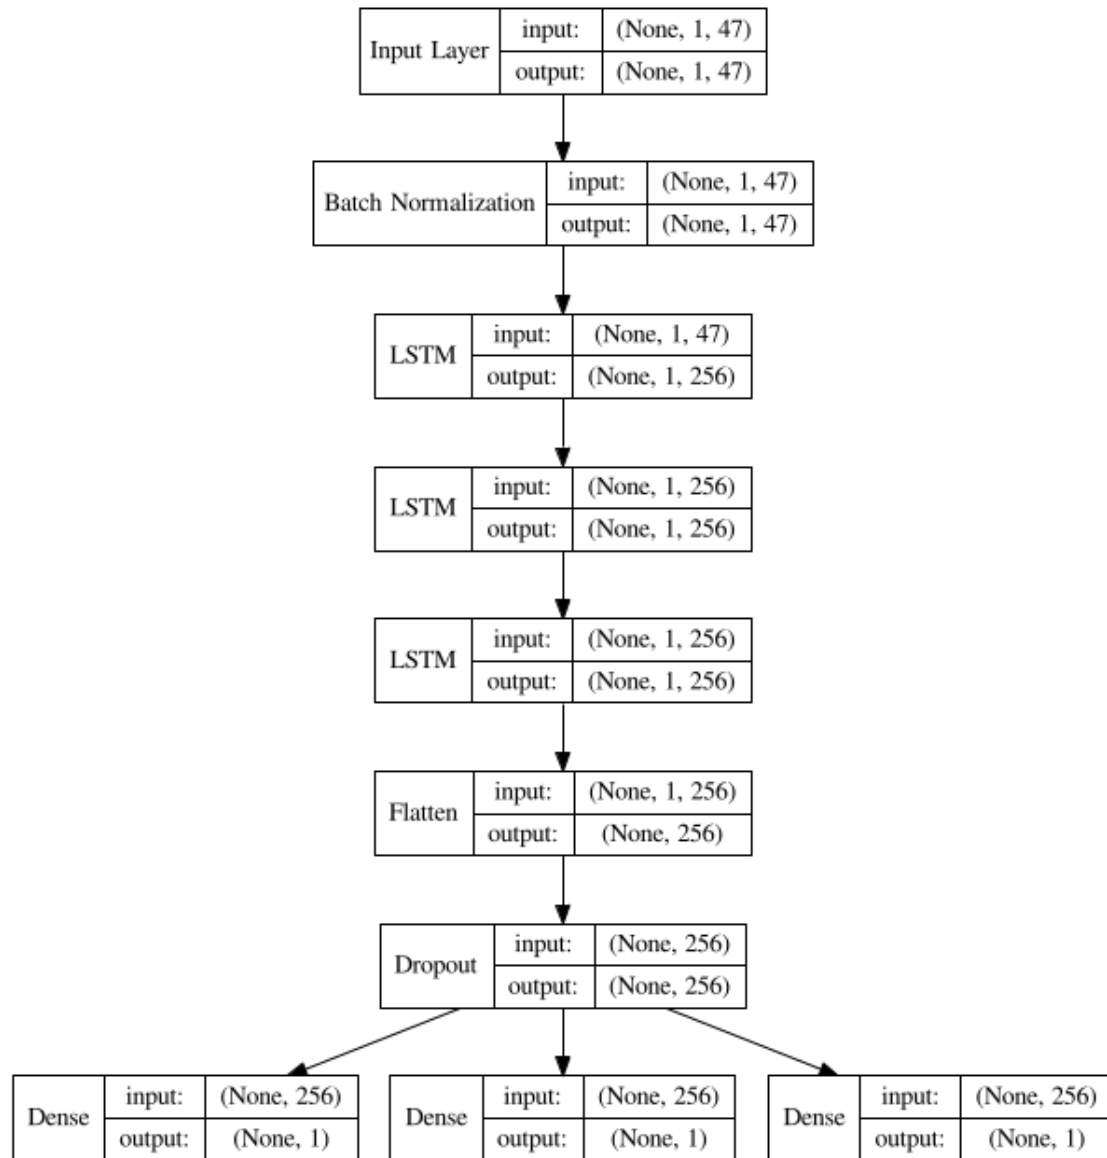 Input Layer
input: (None, 1, 47)
output: (None, 1, 47)
Batch Normalization
input: (None, 1, 47)
output: (None, 1, 47)
LSTM
input: (None, 1, 47)
output: (None, 1, 256)
LSTM
input: (None, 1, 256)
output: (None, 1, 256)
LSTM
input: (None, 1, 256)
output: (None, 1, 256)
Flatten
input: (None, 1, 256)
output: (None, 256)
Dropout
input: (None, 256)
output: (None, 256)
Dense
input: (None, 256)
output: (None, 1)
Dense
input: (None, 256)
output: (None, 1)
Dense
input: (None, 256)
output: (None, 1)